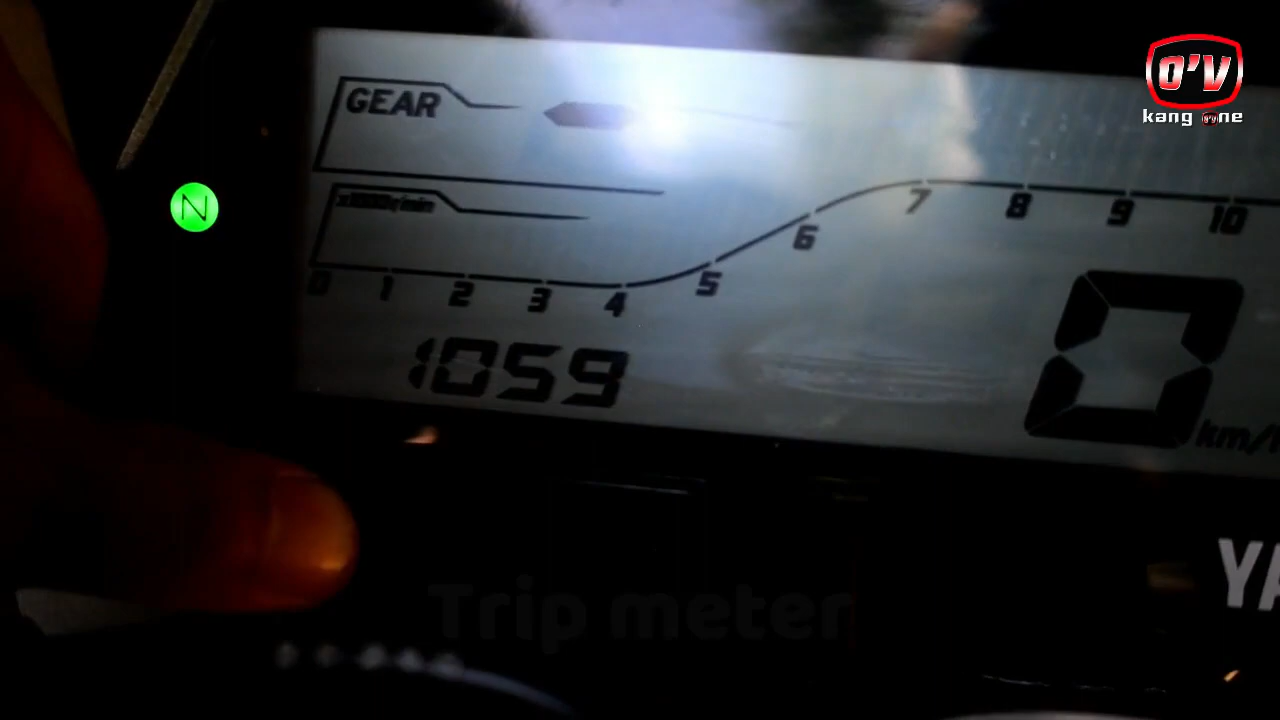 O'V
kang one
GEAR
N
x1000r/min
0 1 2 3 4 5 6 7 8 9 10
1059
0
km/
YA
Trip meter